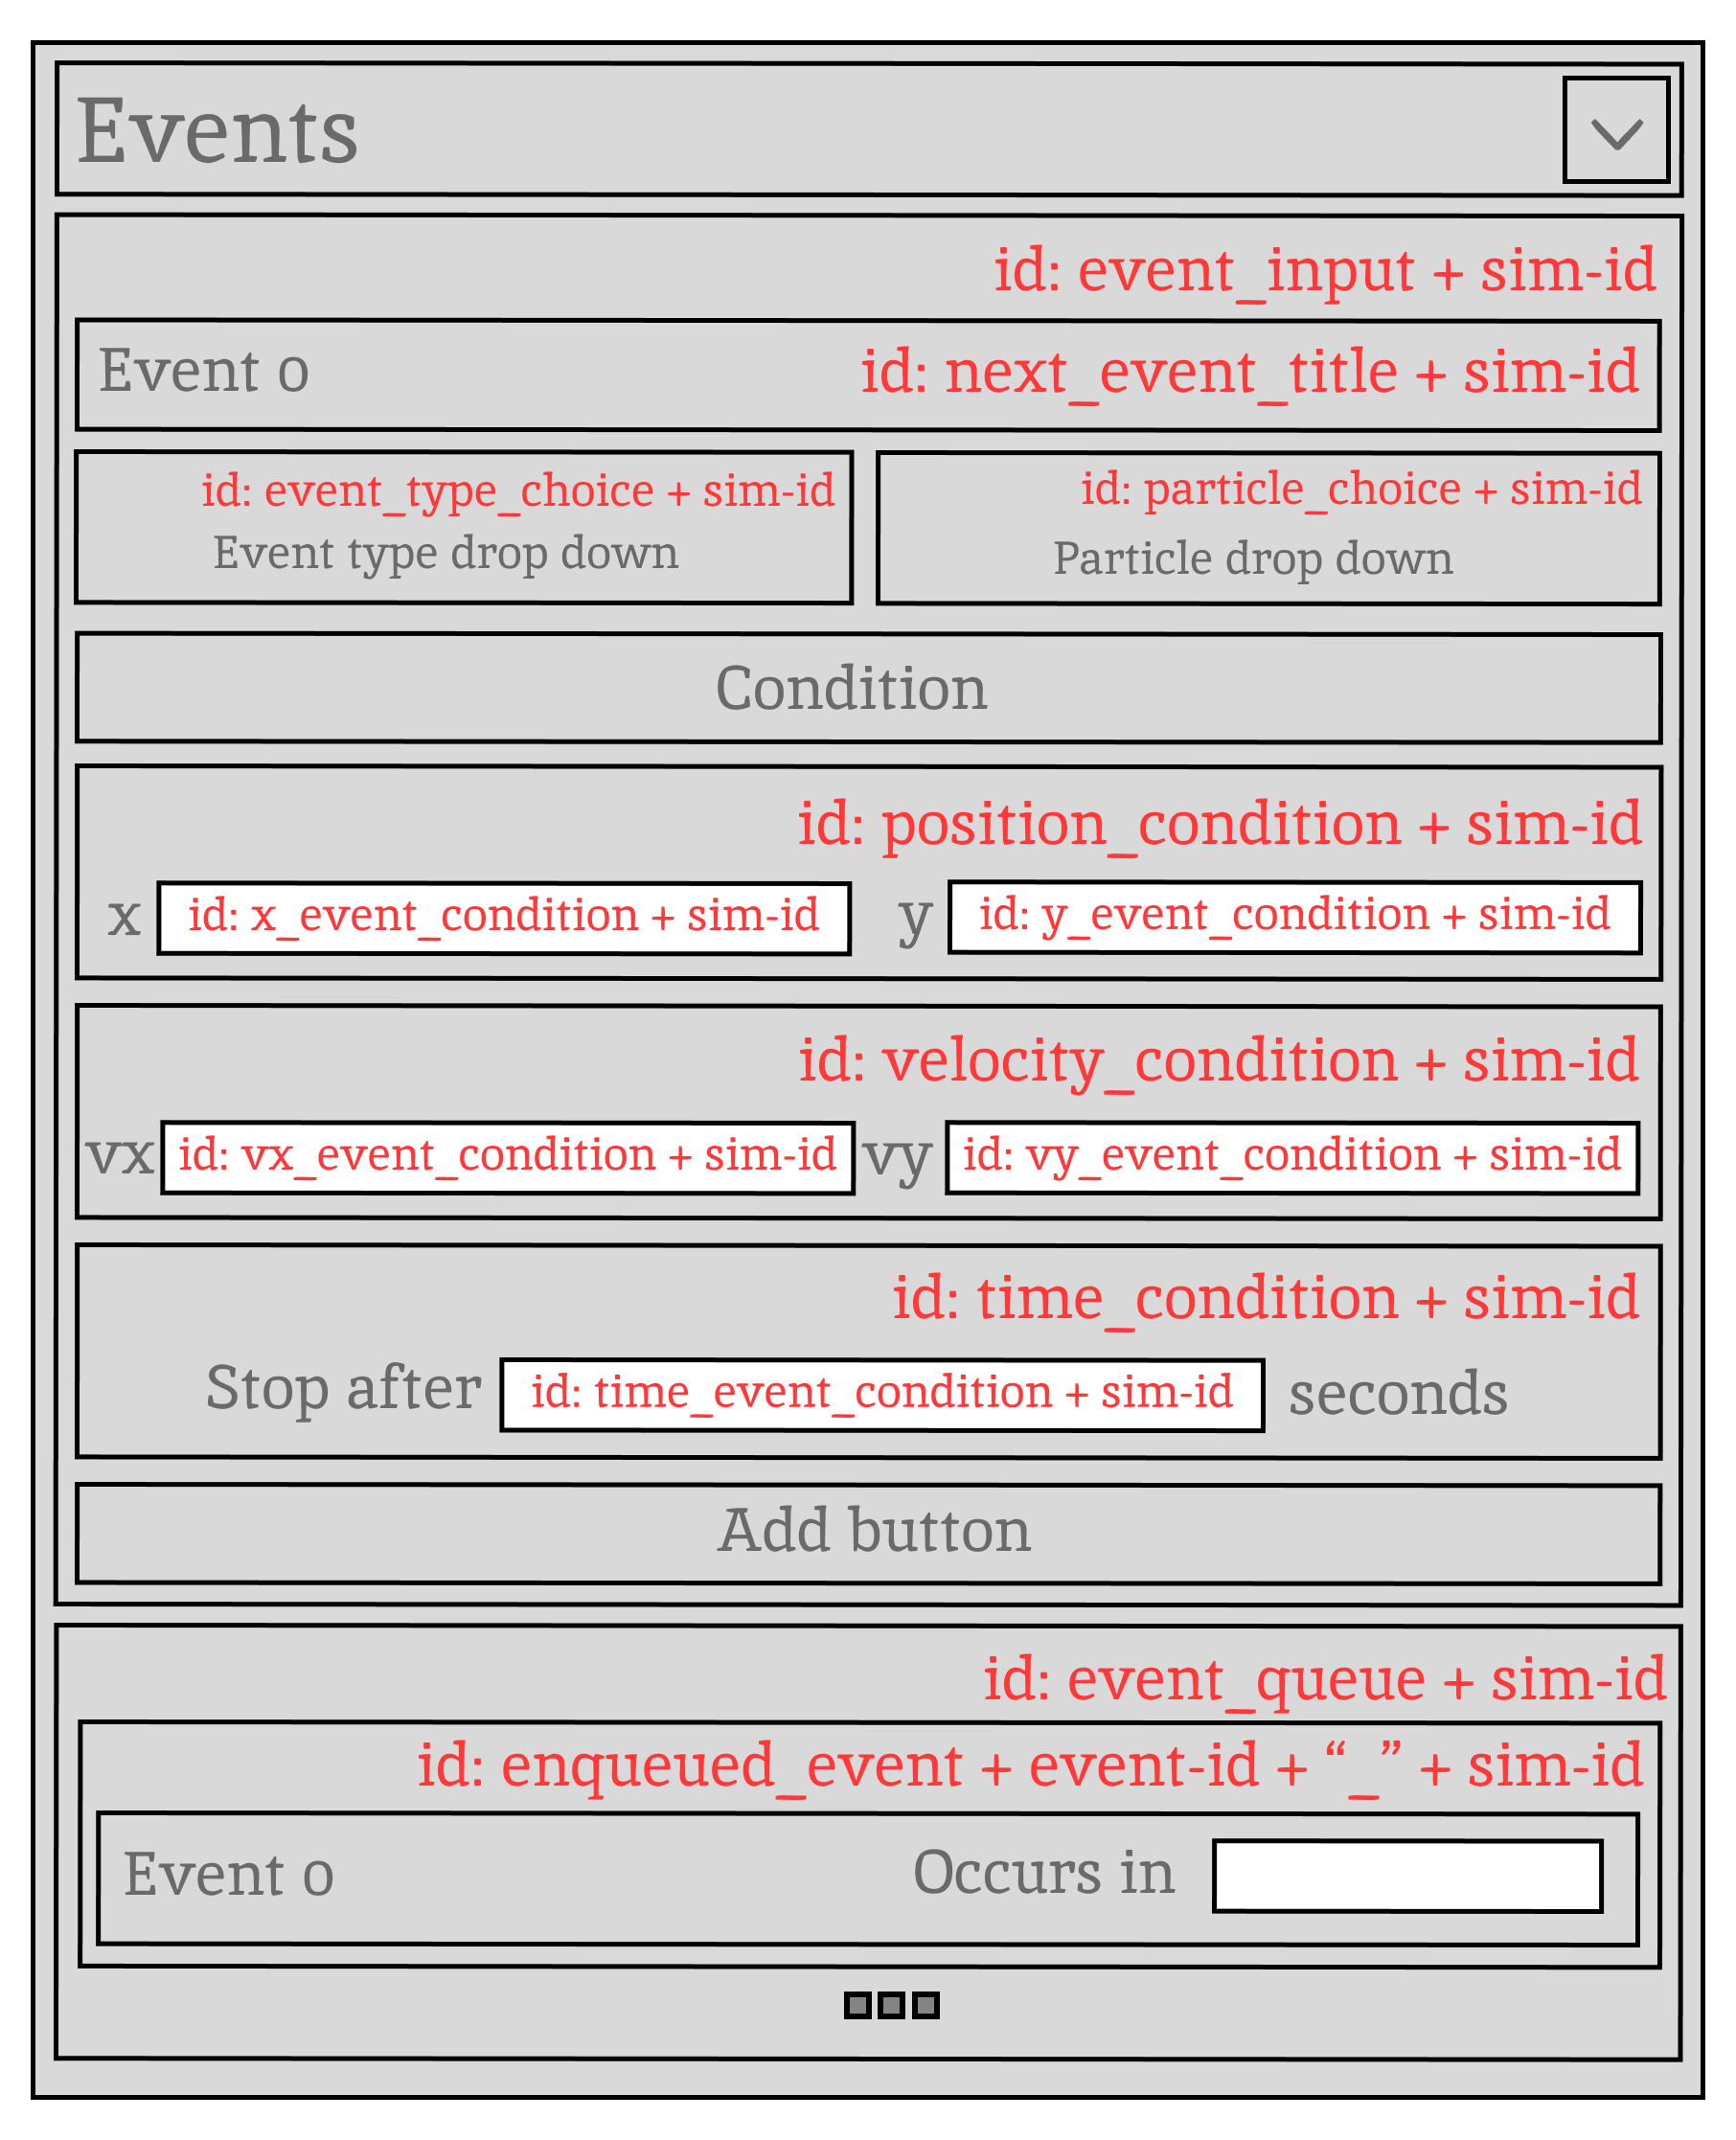 Events
id: event_input + sim-id
Event 0
id: next_event_title + sim-id
id: event_type_choice + sim-id
Event type drop down
id: particle_choice + sim-id
Particle drop down
Condition
id: position_condition + sim-id
x
id: x_event_condition + sim-id
y
id: y_event_condition + sim-id
id: velocity_condition + sim-id
vx
id: vx_event_condition + sim-id
vy
id: vy_event_condition + sim-id
id: time_condition + sim-id
Stop after
id: time_event_condition + sim-id
seconds
Add button
id: event_queue + sim-id
id: enqueued_event + event-id + “_” + sim-id
Event 0
Occurs in